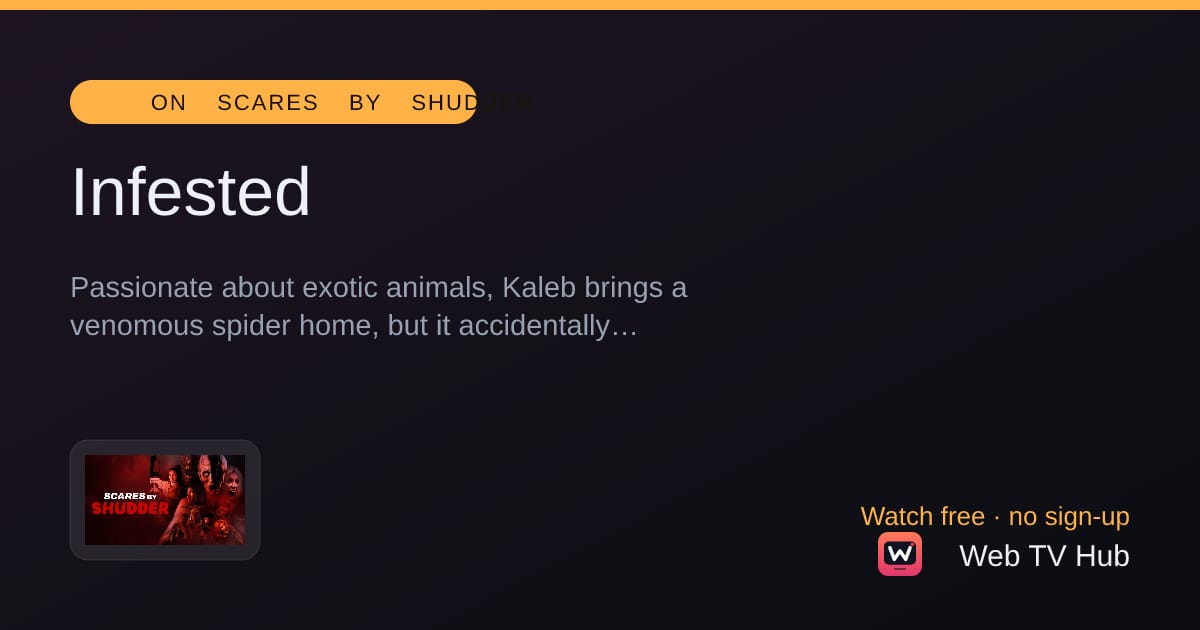 ON SCARES BY SHUDDER
Infested
Passionate about exotic animals, Kaleb brings a
venomous spider home, but it accidentally…
SCARES BY
SHUDDER
Watch free · no sign-up
W
Web TV Hub